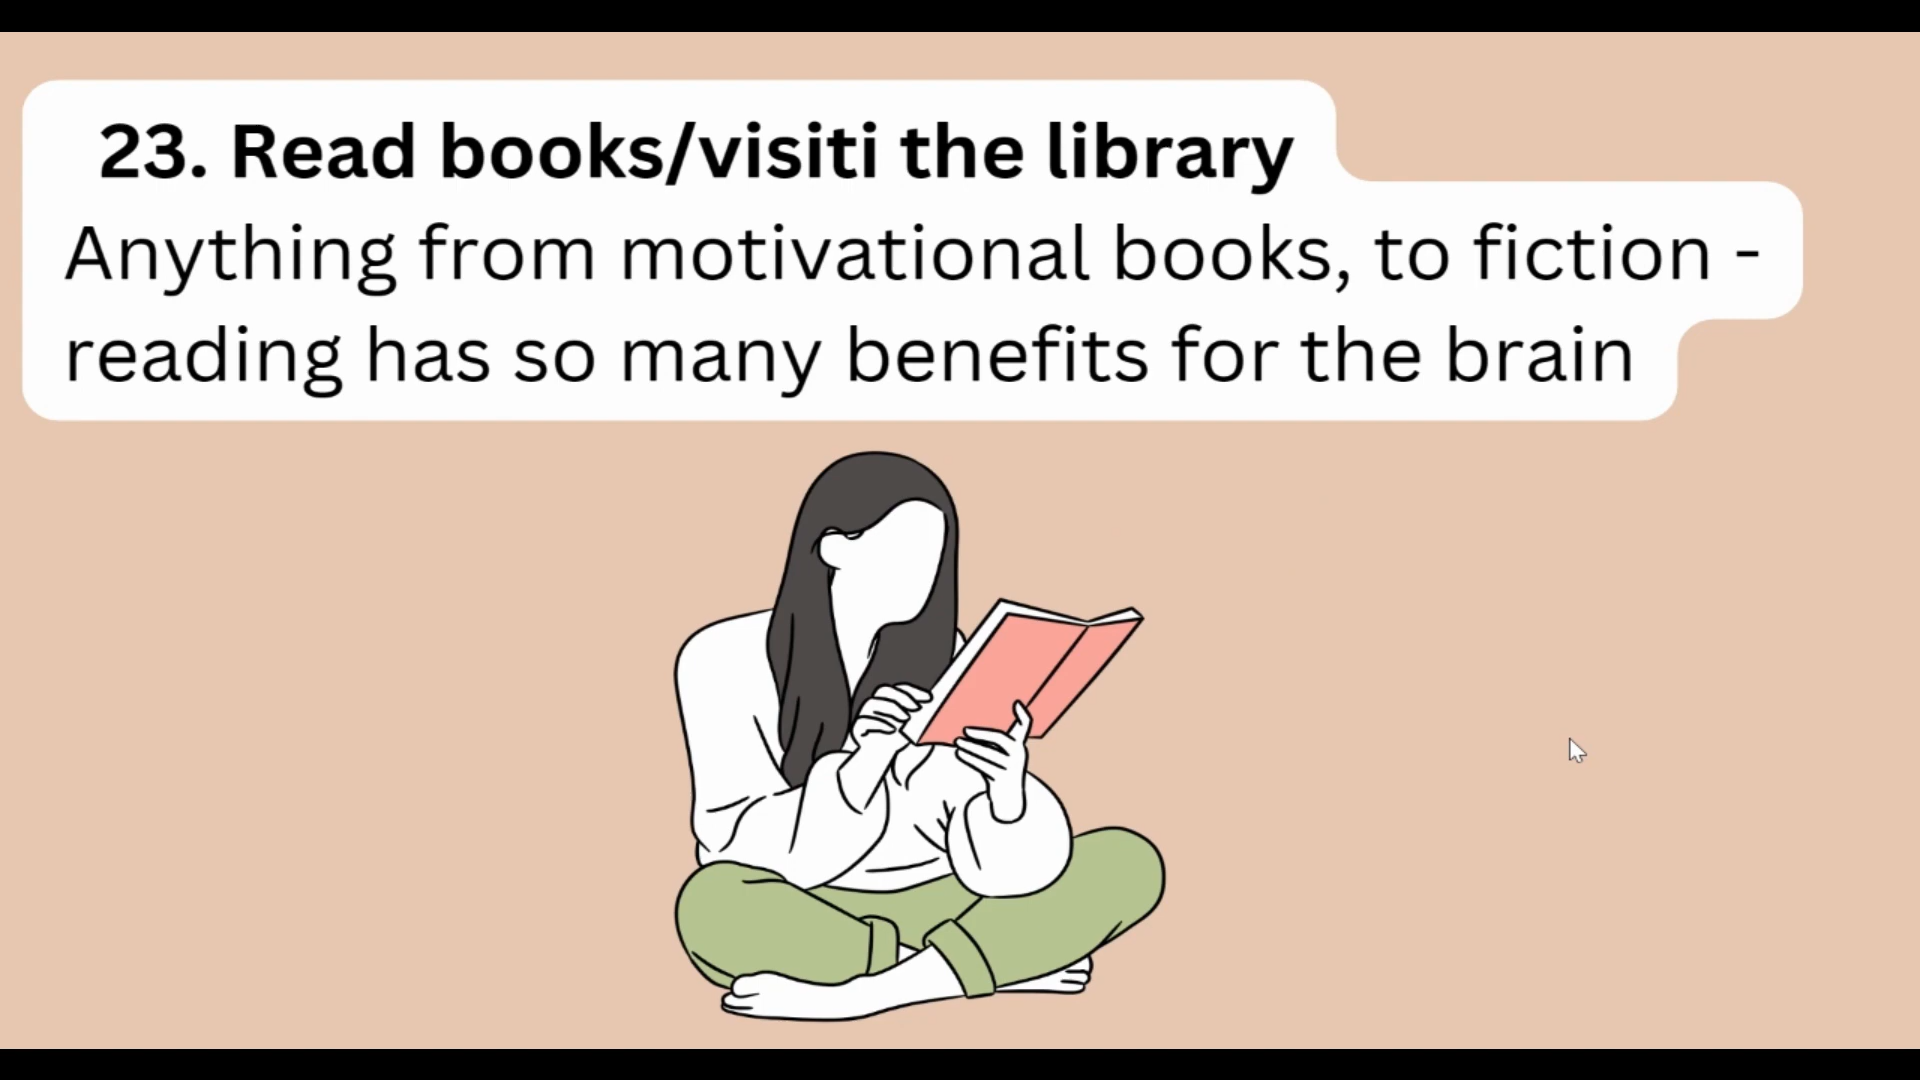 23. Read books/visiti the library
Anything from motivational books, to fiction -
reading has so many benefits for the brain